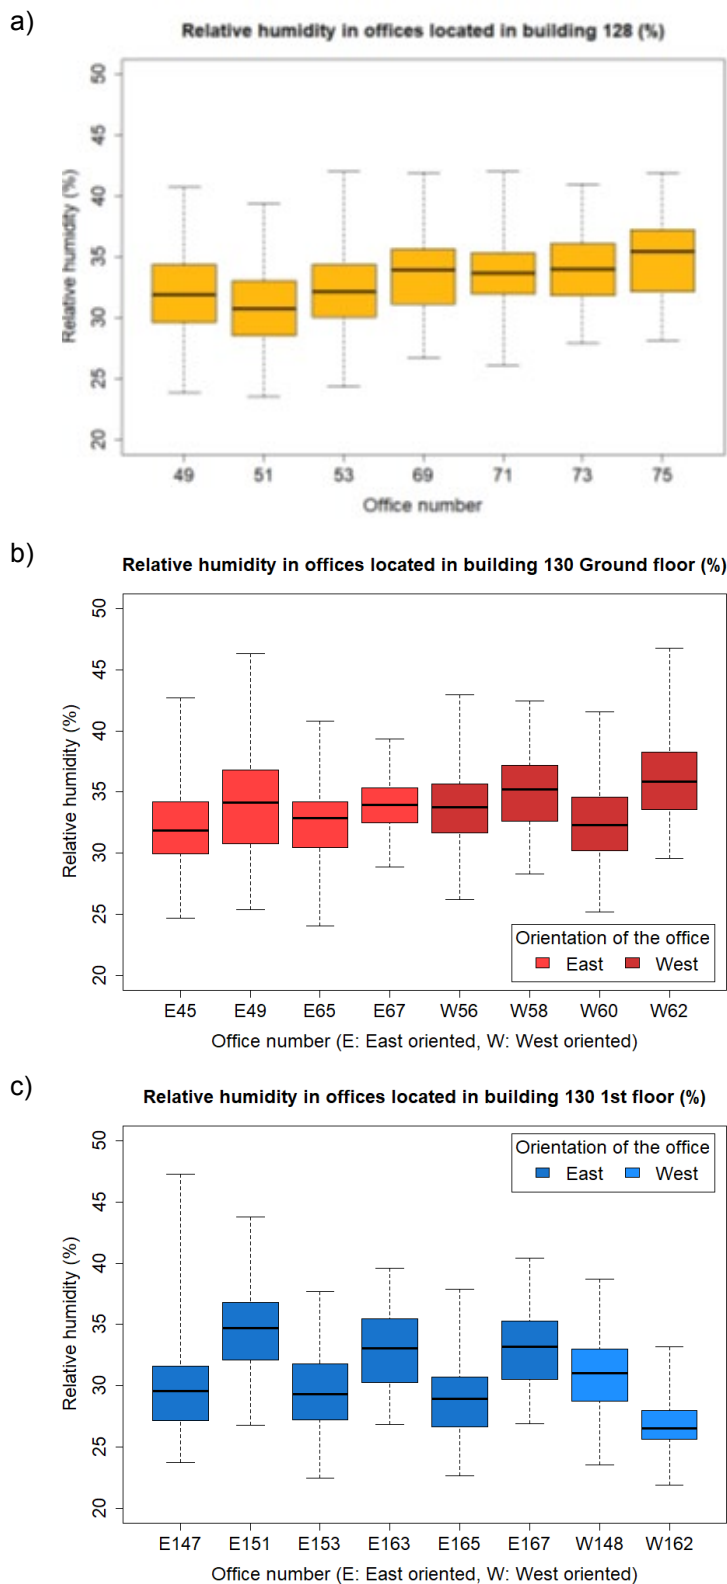 a)
Relative humidity in offices located in building 128 (%)
Relative humidity (%)
50
45
40
35
30
25
20
49 51 53 69 71 73 75
Office number
b)
Relative humidity in offices located in building 130 Ground floor (%)
Relative humidity (%)
50
45
40
35
30
25
20
Orientation of the office
East West
E45 E49 E65 E67 W56 W58 W60 W62
Office number (E: East oriented, W: West oriented)
c)
Relative humidity in offices located in building 130 1st floor (%)
Relative humidity (%)
50
45
40
35
30
25
20
Orientation of the office
East West
E147 E151 E153 E163 E165 E167 W148 W162
Office number (E: East oriented, W: West oriented)